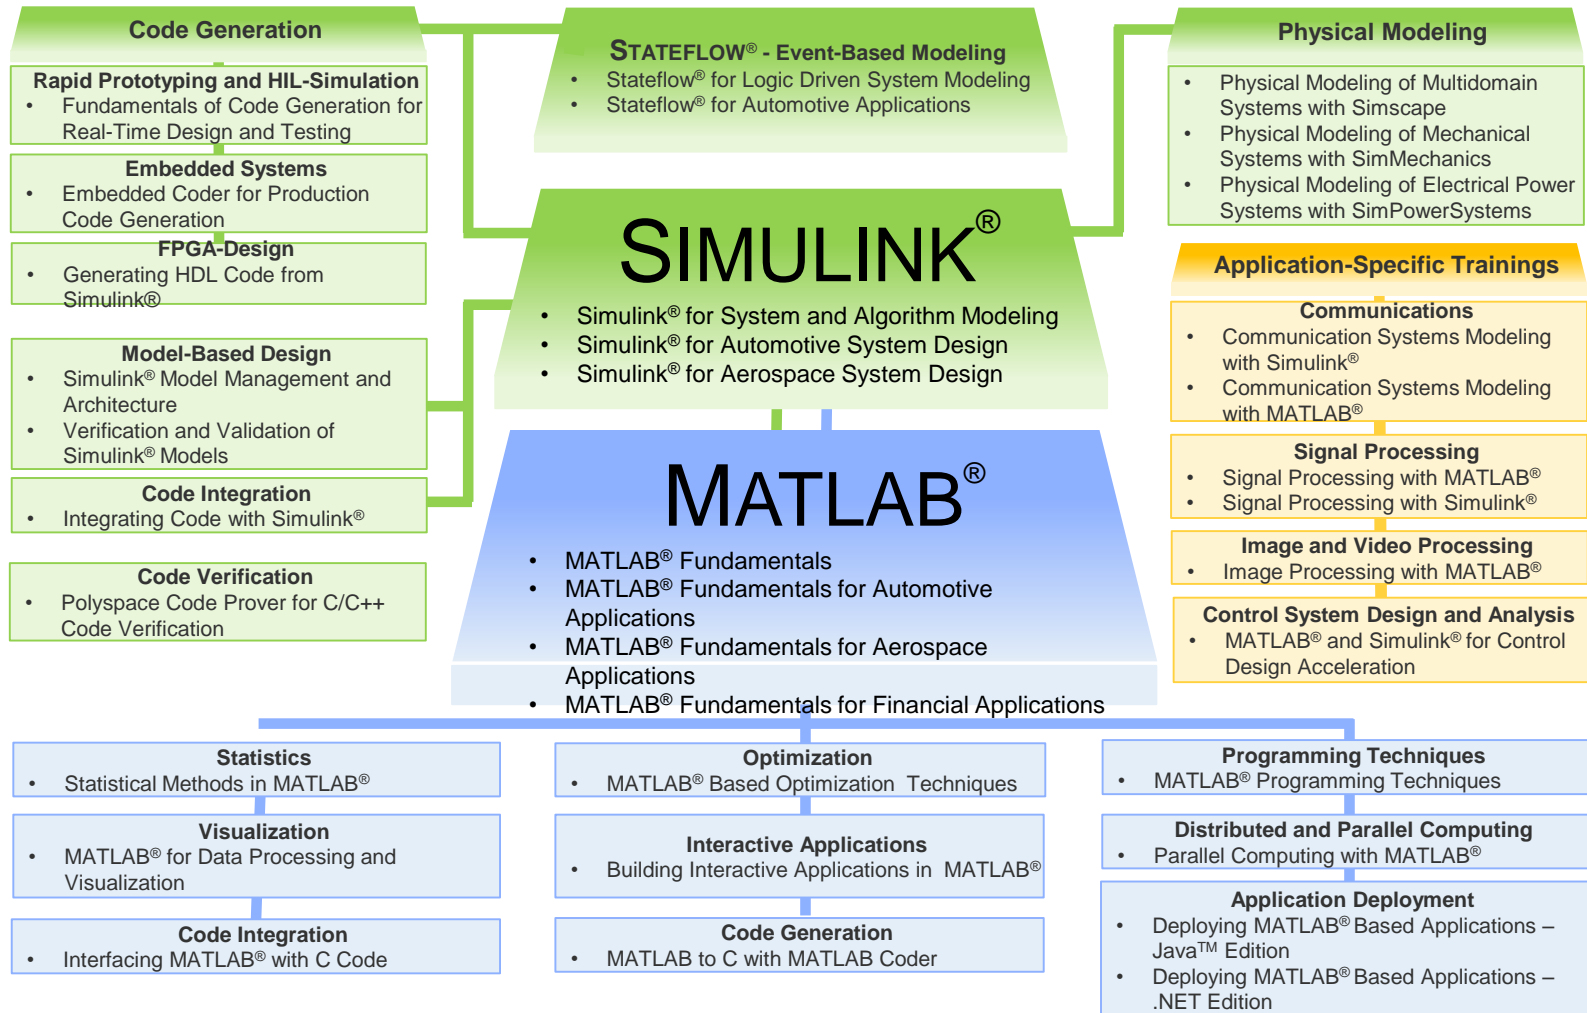 Code Generation
Rapid Prototyping and HIL-Simulation
• Fundamentals of Code Generation for
Real-Time Design and Testing
Embedded Systems
• Embedded Coder for Production
Code Generation
FPGA-Design
• Generating HDL Code from
Simulink®
Model-Based Design
• Simulink® Model Management and
Architecture
• Verification and Validation of
Simulink® Models
Code Integration
• Integrating Code with Simulink®
Code Verification
• Polyspace Code Prover for C/C++
Code Verification
STATEFLOW® - Event-Based Modeling
• Stateflow® for Logic Driven System Modeling
• Stateflow® for Automotive Applications
SIMULINK®
• Simulink® for System and Algorithm Modeling
• Simulink® for Automotive System Design
• Simulink® for Aerospace System Design
MATLAB®
• MATLAB® Fundamentals
• MATLAB® Fundamentals for Automotive
Applications
• MATLAB® Fundamentals for Aerospace
Applications
• MATLAB® Fundamentals for Financial Applications
Physical Modeling
• Physical Modeling of Multidomain
Systems with Simscape
• Physical Modeling of Mechanical
Systems with SimMechanics
• Physical Modeling of Electrical Power
Systems with SimPowerSystems
Application-Specific Trainings
Communications
• Communication Systems Modeling
with Simulink®
• Communication Systems Modeling
with MATLAB®
Signal Processing
• Signal Processing with MATLAB®
• Signal Processing with Simulink®
Image and Video Processing
• Image Processing with MATLAB®
Control System Design and Analysis
• MATLAB® and Simulink® for Control
Design Acceleration
Statistics
• Statistical Methods in MATLAB®
Visualization
• MATLAB® for Data Processing and
Visualization
Code Integration
• Interfacing MATLAB® with C Code
Optimization
• MATLAB® Based Optimization Techniques
Interactive Applications
• Building Interactive Applications in MATLAB®
Code Generation
• MATLAB to C with MATLAB Coder
Programming Techniques
• MATLAB® Programming Techniques
Distributed and Parallel Computing
• Parallel Computing with MATLAB®
Application Deployment
• Deploying MATLAB® Based Applications –
Java™ Edition
• Deploying MATLAB® Based Applications –
.NET Edition